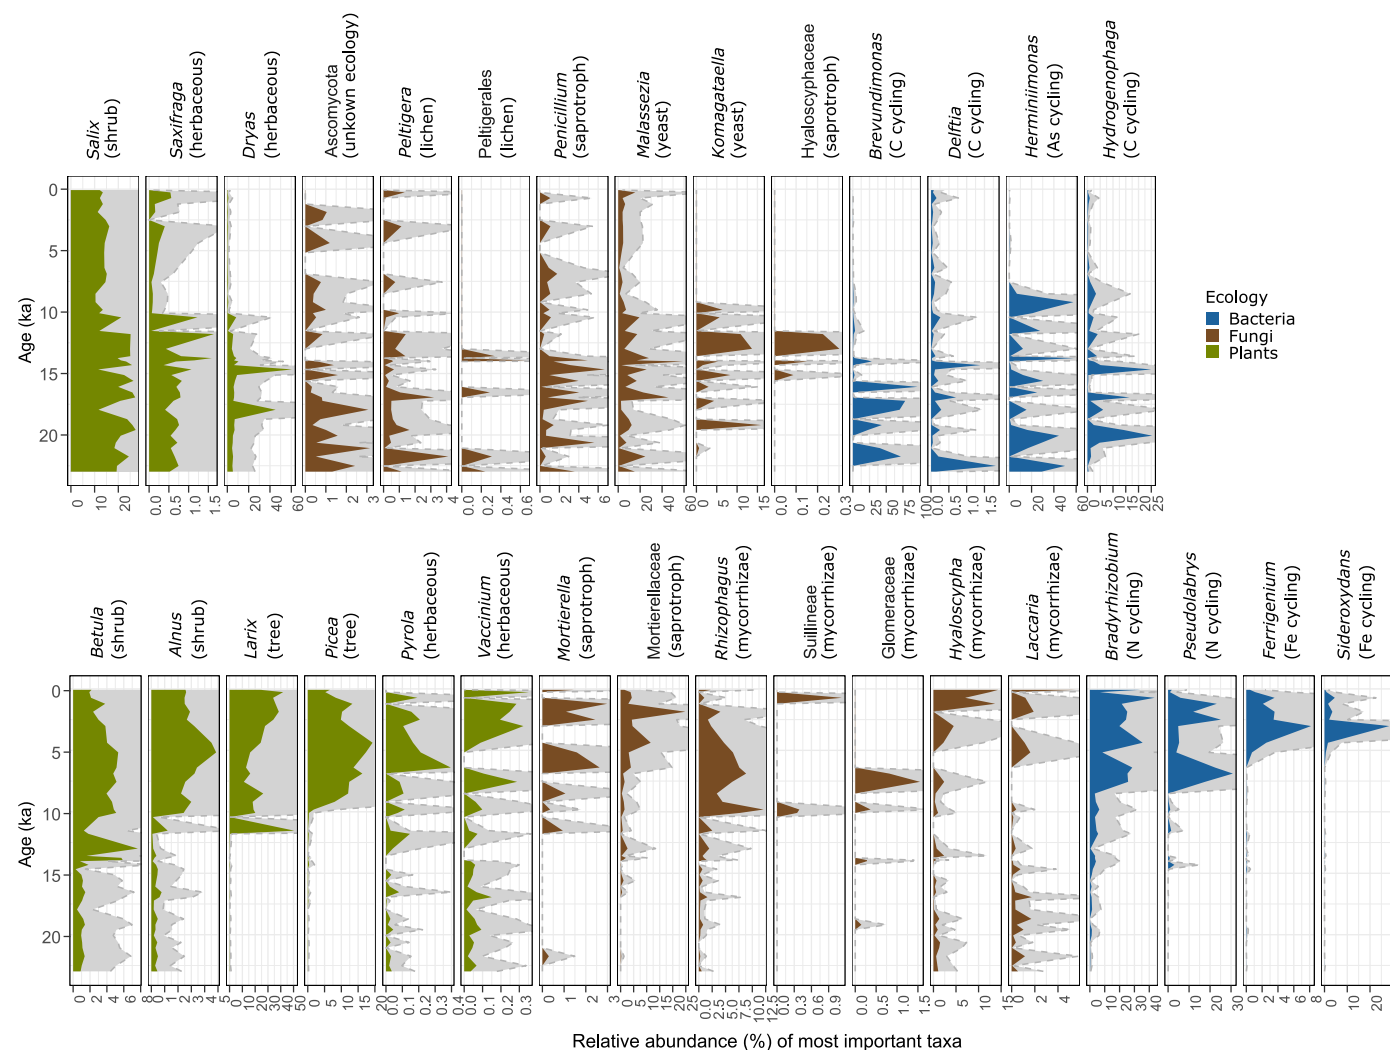 Salix
(shrub)
Saxifraga
(herbaceous)
Dryas
(herbaceous)
Ascomycota
(unkown ecology)
Peltigera
(lichen)
Peltigerales
(lichen)
Penicillium
(saprotroph)
Malassezia
(yeast)
Komagataella
(yeast)
Hyaloscyphaceae
(saprotroph)
Brevundimonas
(C cycling)
Delftia
(C cycling)
Herminiimonas
(As cycling)
Hydrogenophaga
(C cycling)
Age (ka)
0
5
10
15
20
0 10 20
0.0 0.5 1.0 1.5
0 20 40 60
0 1 2 3
0 1 2 3 4
0.0 0.2 0.4 0.6
0 2 4 6
0 10 20 30 40 50 60
0 5 10 15
0.0 0.1 0.2 0.3
0 25 50 75 100
0.0 0.5 1.0 1.5
0 20 40 60
0 5 10 15 20 25
Ecology
Bacteria
Fungi
Plants
Betula
(shrub)
Alnus
(shrub)
Larix
(tree)
Picea
(tree)
Pyrola
(herbaceous)
Vaccinium
(herbaceous)
Mortierella
(saprotroph)
Mortierellaceae
(saprotroph)
Rhizophagus
(mycorrhizae)
Suillineae
(mycorrhizae)
Glomeraceae
(mycorrhizae)
Hyaloscypha
(mycorrhizae)
Laccaria
(mycorrhizae)
Bradyrhizobium
(N cycling)
Pseudolabrys
(N cycling)
Ferrigenium
(Fe cycling)
Sideroxydans
(Fe cycling)
Age (ka)
0
5
10
15
20
0 2 4 6 8
0 1 2 3 4 5
0 10 20 30 40 50
0 5 10 15 20
0.0 0.1 0.2 0.3 0.4
0.0 0.1 0.2 0.3
0 1 2 3
0 5 10 15 20 25
0.0 2.5 5.0 7.5 10.0 12.5
0.0 0.3 0.6 0.9
0.0 0.5 1.0 1.5
0 5 10 15
0 2 4
0 10 20 30 40
0 10 20 30
0 2 4 6 8
0 10 20
Relative abundance (%) of most important taxa